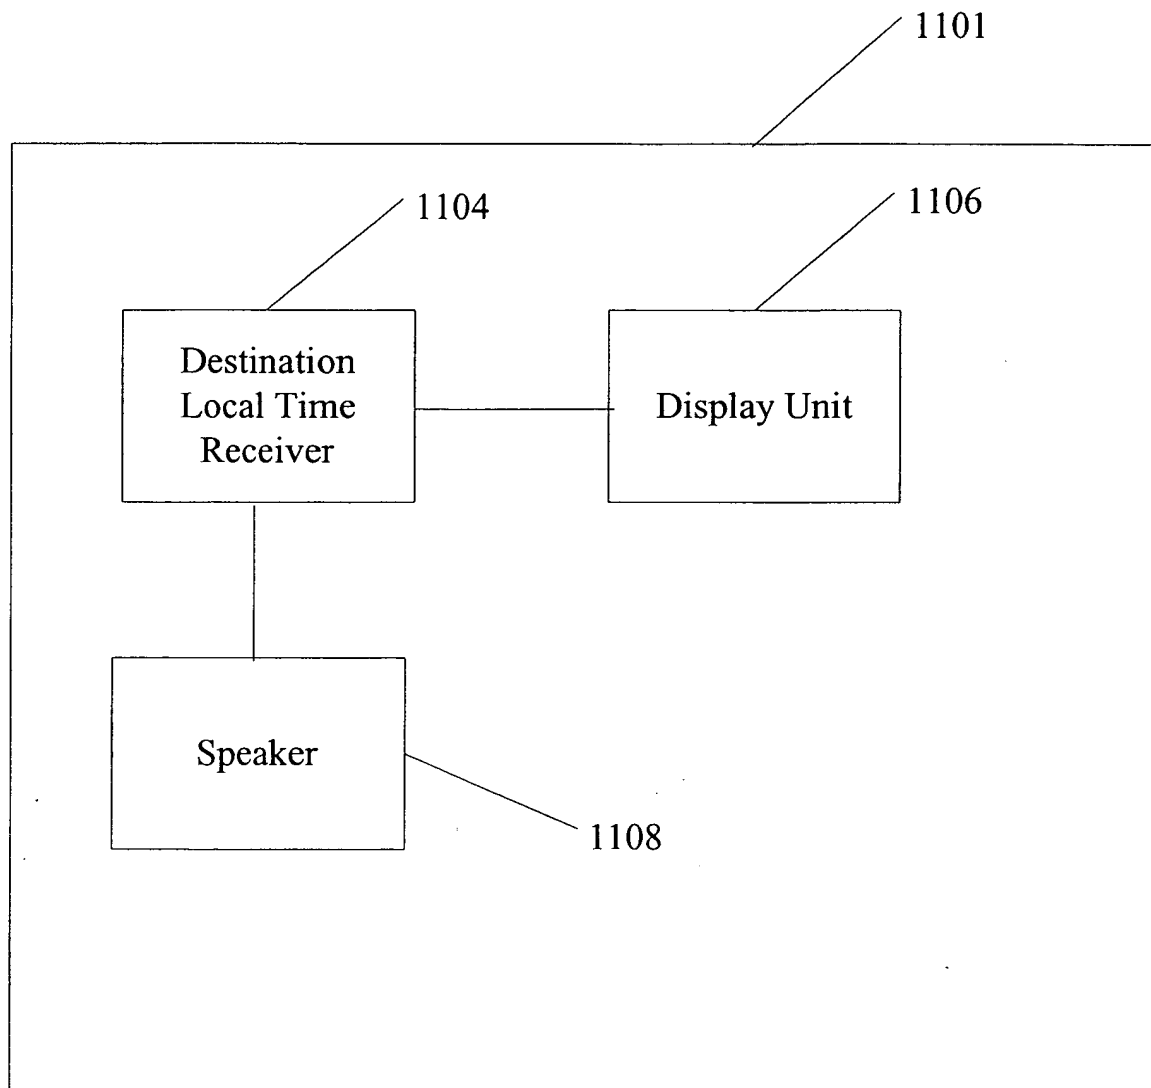 1101
1104
1106
Destination
Local Time
Receiver
Display Unit
Speaker
1108